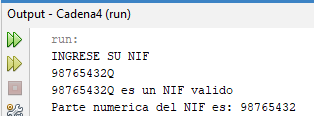 Output - Cadena4 (run)
run:
INGRESE SU NIF
98765432Q
98765432Q es un NIF valido
Parte numerica del NIF es: 98765432